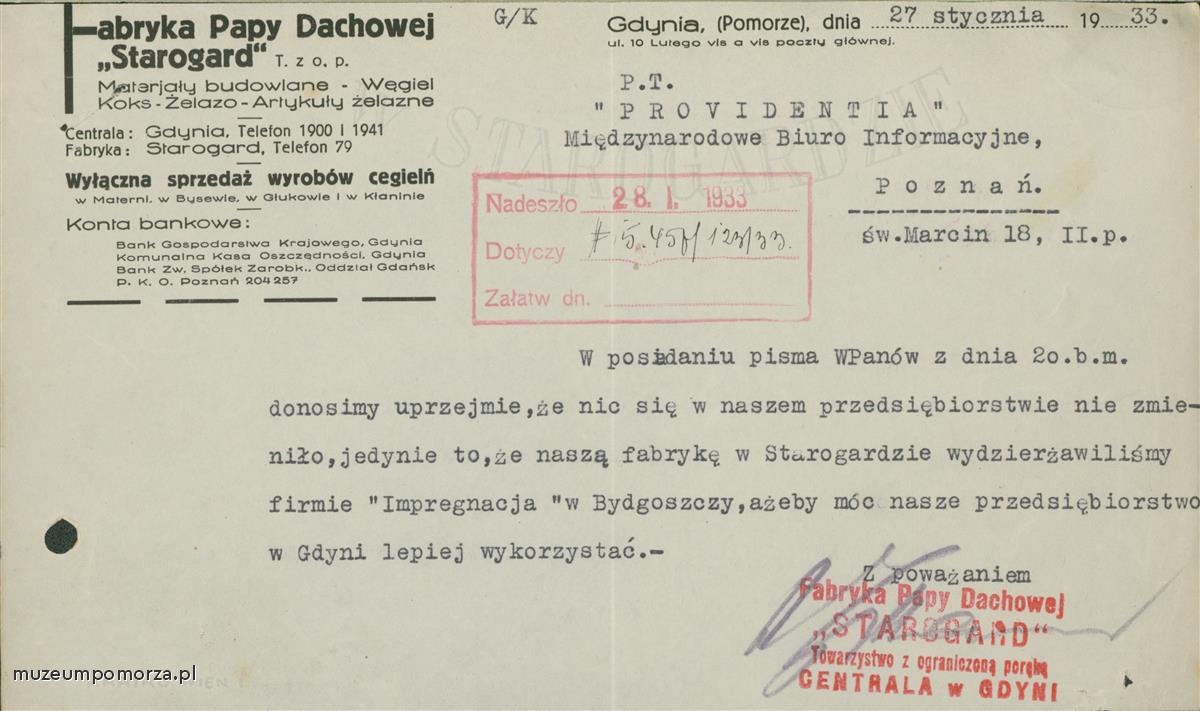 Fabryka Papy Dachowej
„Starogard" T. z o. p.
Materjały budowlane - Węgiel
Koks - Żelazo - Artykuły żelazne
Centrala: Gdynia, Telefon 1900 i 1941
Fabryka: Starogard, Telefon 79
Wyłączna sprzedaż wyrobów cegielń
w Materni, w Bysewie, w Głukowie i w Kłaninie
Konta bankowe:
Bank Gospodarstwa Krajowego, Gdynia
Komunalna Kasa Oszczędności, Gdynia
Bank Zw. Spółek Zarobk., Oddział Gdańsk
P. K. O. Poznań 204257
G/K
Gdynia, (Pomorze), dnia 27 stycznia 19 33.
ul. 10 Lutego vis a vis poczty głównej.
P.T.
"PROVIDENTIA"
Międzynarodowe Biuro Informacyjne,
Poznań.
św.Marcin 18, II.p.
W STAROGARDZIE
Nadeszło 28. I. 1933
Dotyczy
Załatw dn.
W posiadaniu pisma WPanów z dnia 2o.b.m.
donosimy uprzejmie,że nic się w naszem przedsiębiorstwie nie zmie-
niło,jedynie to,że naszą fabrykę w Starogardzie wydzierżawiliśmy
firmie "Impregnacja "w Bydgoszczy,ażeby móc nasze przedsiębiorstwo
w Gdyni lepiej wykorzystać.-
Z poważaniem
Fabryka Papy Dachowej
„STAROGARD"
Towarzystwo z ograniczoną poręką
CENTRALA w GDYNI
muzeumpomorza.pl